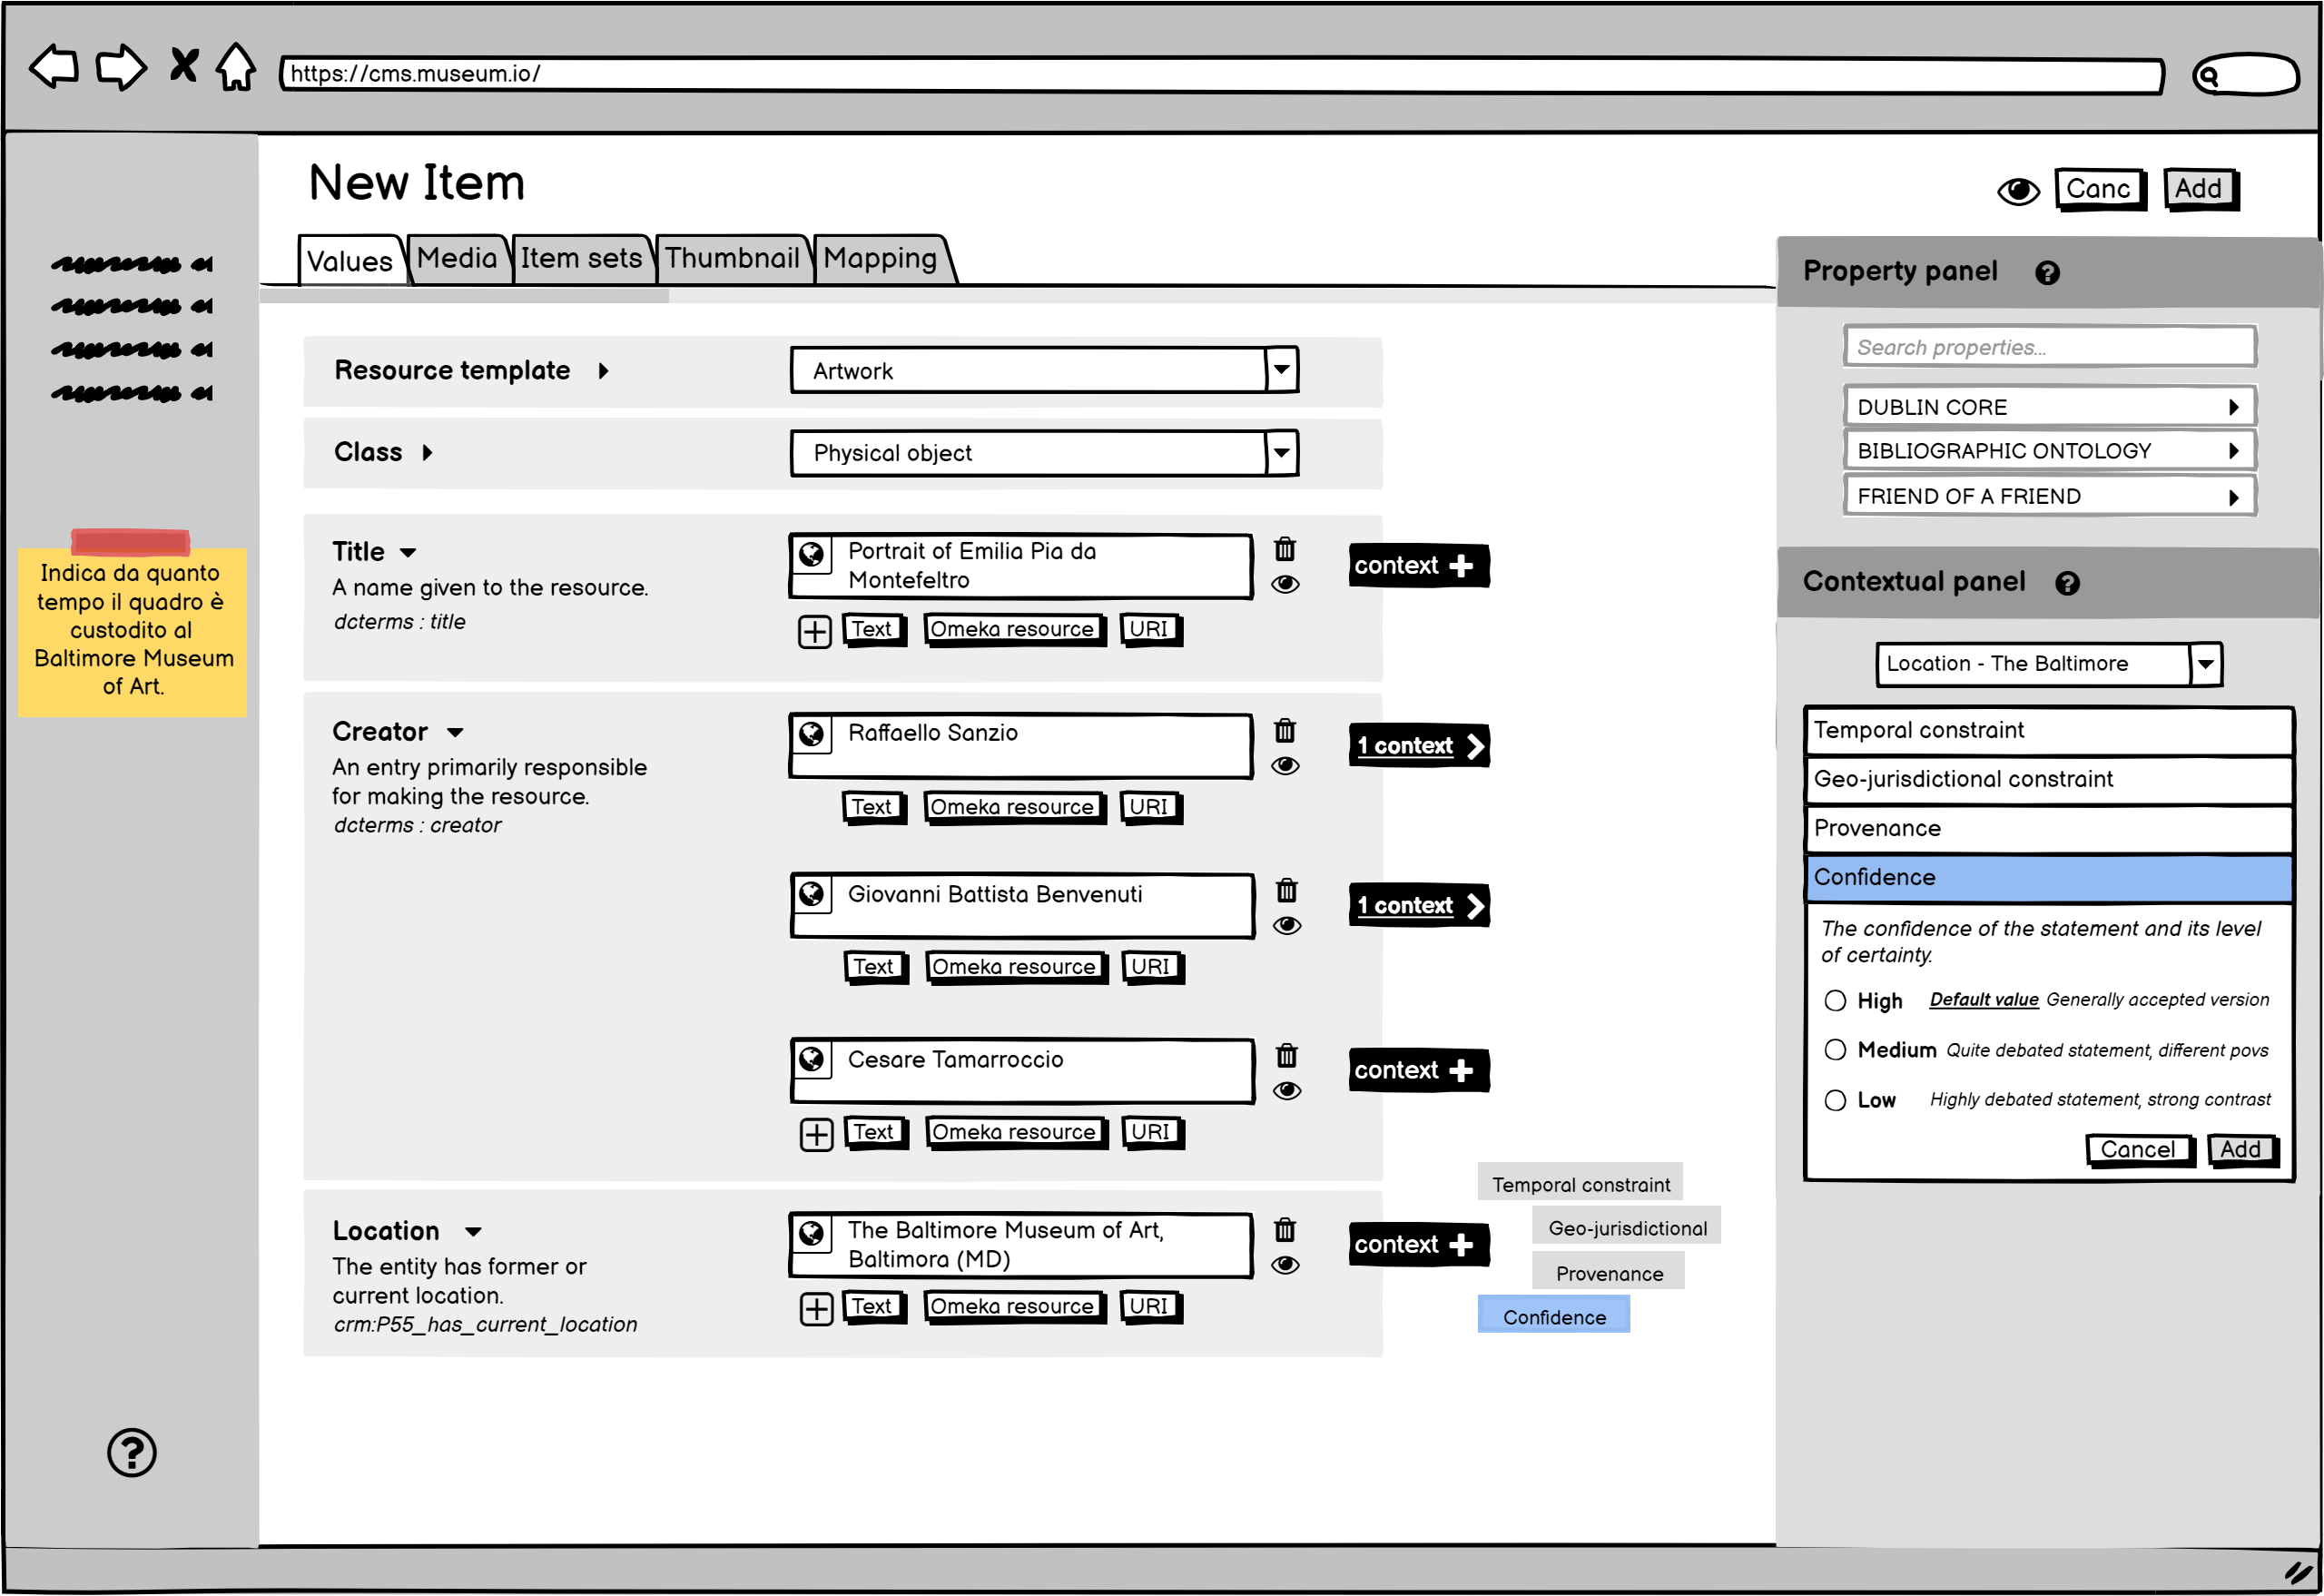 https://cms.museum.io/
New Item
Canc
Add
Values
Media
Item sets
Thumbnail
Mapping
Indica da quanto
tempo il quadro è
custodito al
Baltimore Museum
of Art.
Resource template
Artwork
Class
Physical object
Title
A name given to the resource.
dcterms : title
Portrait of Emilia Pia da
Montefeltro
context
Text
Omeka resource
URI
Creator
An entry primarily responsible
for making the resource.
dcterms : creator
Raffaello Sanzio
1 context
Text
Omeka resource
URI
Giovanni Battista Benvenuti
1 context
Text
Omeka resource
URI
Cesare Tamarroccio
context
Text
Omeka resource
URI
Location
The entity has former or
current location.
crm:P55_has_current_location
The Baltimore Museum of Art,
Baltimora (MD)
context
Text
Omeka resource
URI
Temporal constraint
Geo-jurisdictional
Provenance
Confidence
Property panel ?
Search properties...
DUBLIN CORE
BIBLIOGRAPHIC ONTOLOGY
FRIEND OF A FRIEND
Contextual panel ?
Location - The Baltimore
Temporal constraint
Geo-jurisdictional constraint
Provenance
Confidence
The confidence of the statement and its level
of certainty.
High Default value Generally accepted version
Medium Quite debated statement, different povs
Low Highly debated statement, strong contrast
Cancel
Add
?